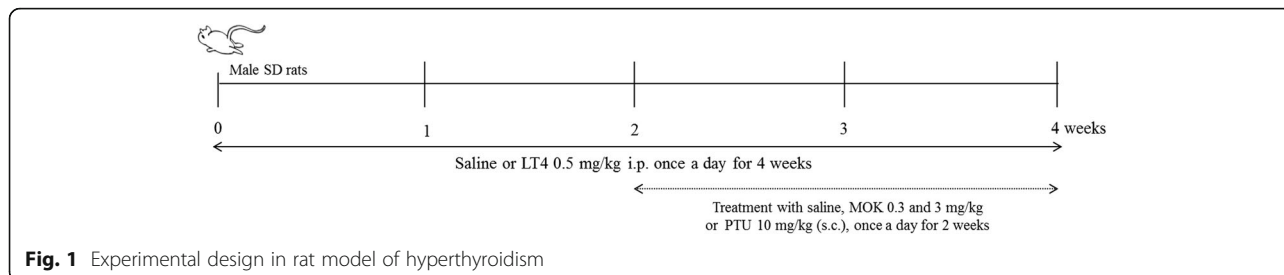 Male SD rats
0 1 2 3 4 weeks
Saline or LT4 0.5 mg/kg i.p. once a day for 4 weeks
Treatment with saline, MOK 0.3 and 3 mg/kg
or PTU 10 mg/kg (s.c.), once a day for 2 weeks
Fig. 1 Experimental design in rat model of hyperthyroidism